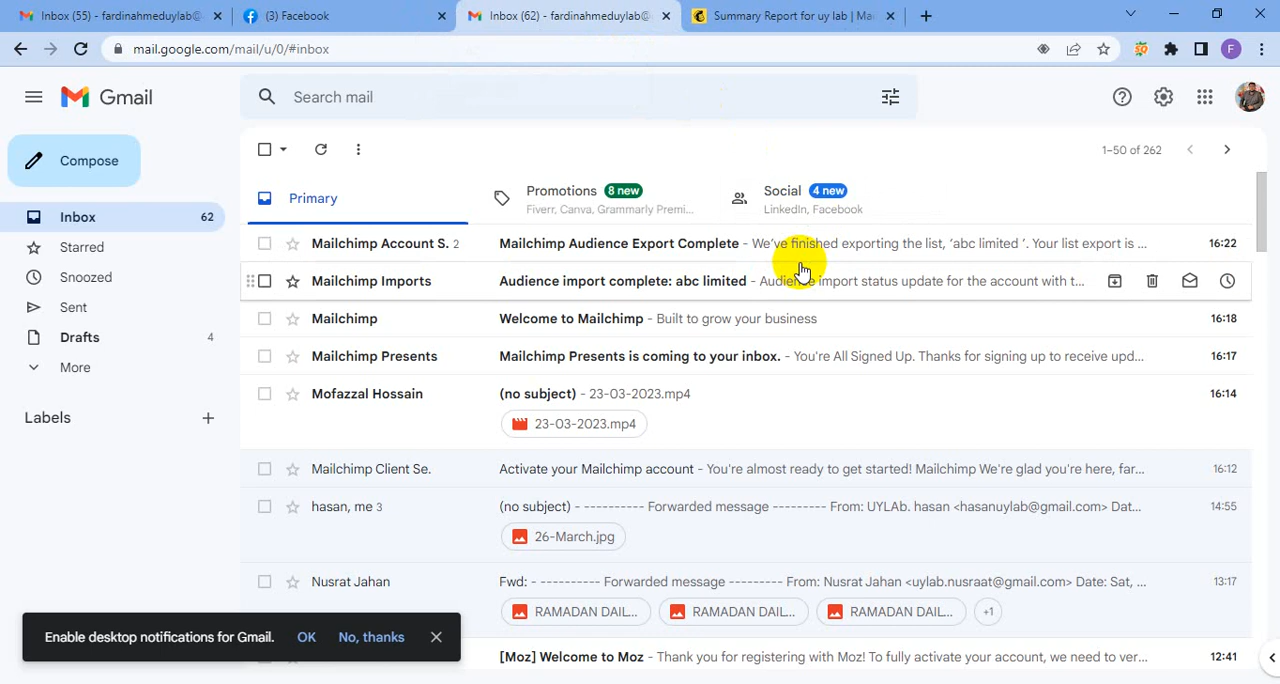 Inbox (55) - fardinahmeduylab@
(3) Facebook
Inbox (62) - fardinahmeduylab@
Summary Report for uy lab | Ma
mail.google.com/mail/u/0/#inbox
SQ
F
Gmail
Search mail
Compose
1–50 of 262
Primary
Promotions 8 new
Fiverr, Canva, Grammarly Premi...
Social 4 new
LinkedIn, Facebook
Inbox 62
Starred
Snoozed
Sent
Drafts 4
More
Labels
Mailchimp Account S. 2 Mailchimp Audience Export Complete - We've finished exporting the list, 'abc limited '. Your list export is ... 16:22
Mailchimp Imports Audience import complete: abc limited - Audience import status update for the account with t...
Mailchimp Welcome to Mailchimp - Built to grow your business 16:18
Mailchimp Presents Mailchimp Presents is coming to your inbox. - You're All Signed Up. Thanks for signing up to receive upd... 16:17
Mofazzal Hossain (no subject) - 23-03-2023.mp4 16:14
23-03-2023.mp4
Mailchimp Client Se. Activate your Mailchimp account - You're almost ready to get started! Mailchimp We're glad you're here, far... 16:12
hasan, me 3 (no subject) - ---------- Forwarded message --------- From: UYLAb. hasan <hasanuylab@gmail.com> Dat... 14:55
26-March.jpg
Nusrat Jahan Fwd: - ---------- Forwarded message --------- From: Nusrat Jahan <uylab.nusraat@gmail.com> Date: Sat, ... 13:17
RAMADAN DAIL... RAMADAN DAIL... RAMADAN DAIL... +1
[Moz] Welcome to Moz - Thank you for registering with Moz! To fully activate your account, we need to ver... 12:41
Enable desktop notifications for Gmail. OK No, thanks